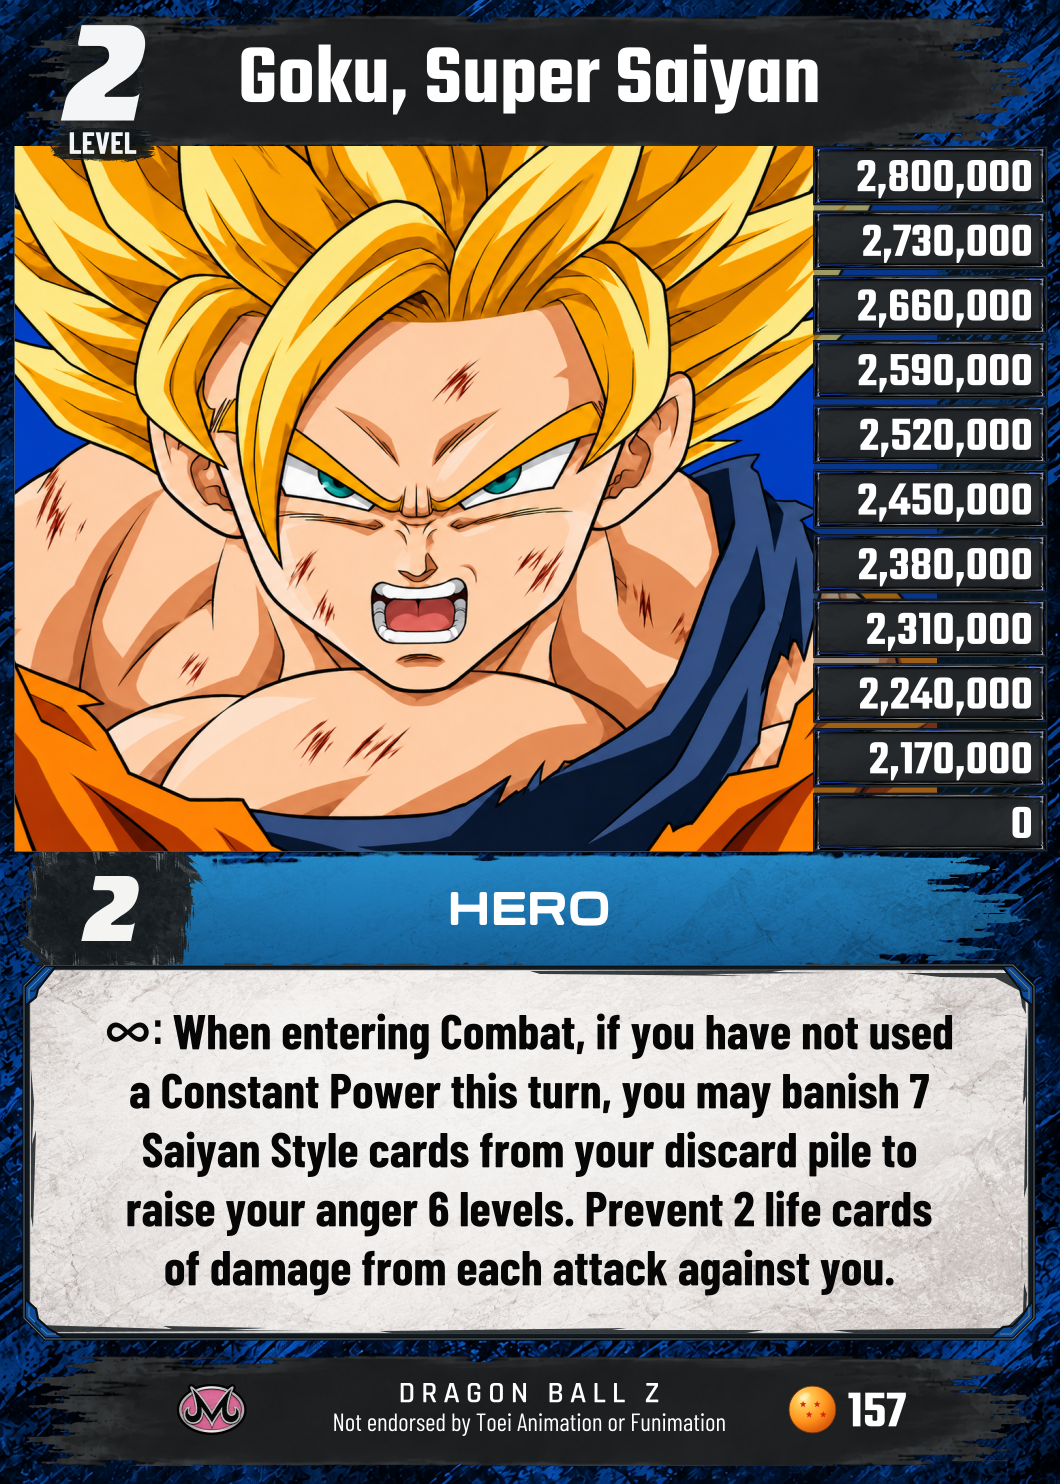 2
LEVEL
Goku, Super Saiyan
2,800,000
2,730,000
2,660,000
2,590,000
2,520,000
2,450,000
2,380,000
2,310,000
2,240,000
2,170,000
0
2
HERO
∞: When entering Combat, if you have not used
a Constant Power this turn, you may banish 7
Saiyan Style cards from your discard pile to
raise your anger 6 levels. Prevent 2 life cards
of damage from each attack against you.
DRAGON BALL Z
Not endorsed by Toei Animation or Funimation
157